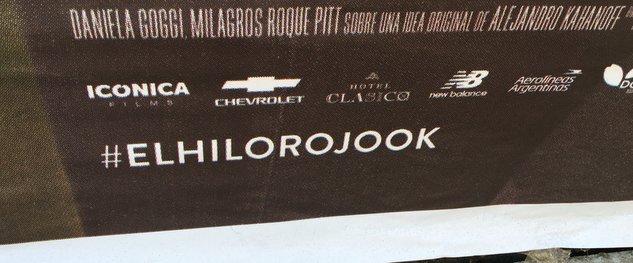 DANIELA GOGGI, MILAGROS ROQUE PITT SOBRE UNA IDEA ORIGINAL DE ALEJANDRO KAHANOFF
ICONICA FILMS CHEVROLET HOTEL CLASICO new balance Aerolíneas Argentinas
#ELHILOROJOOK